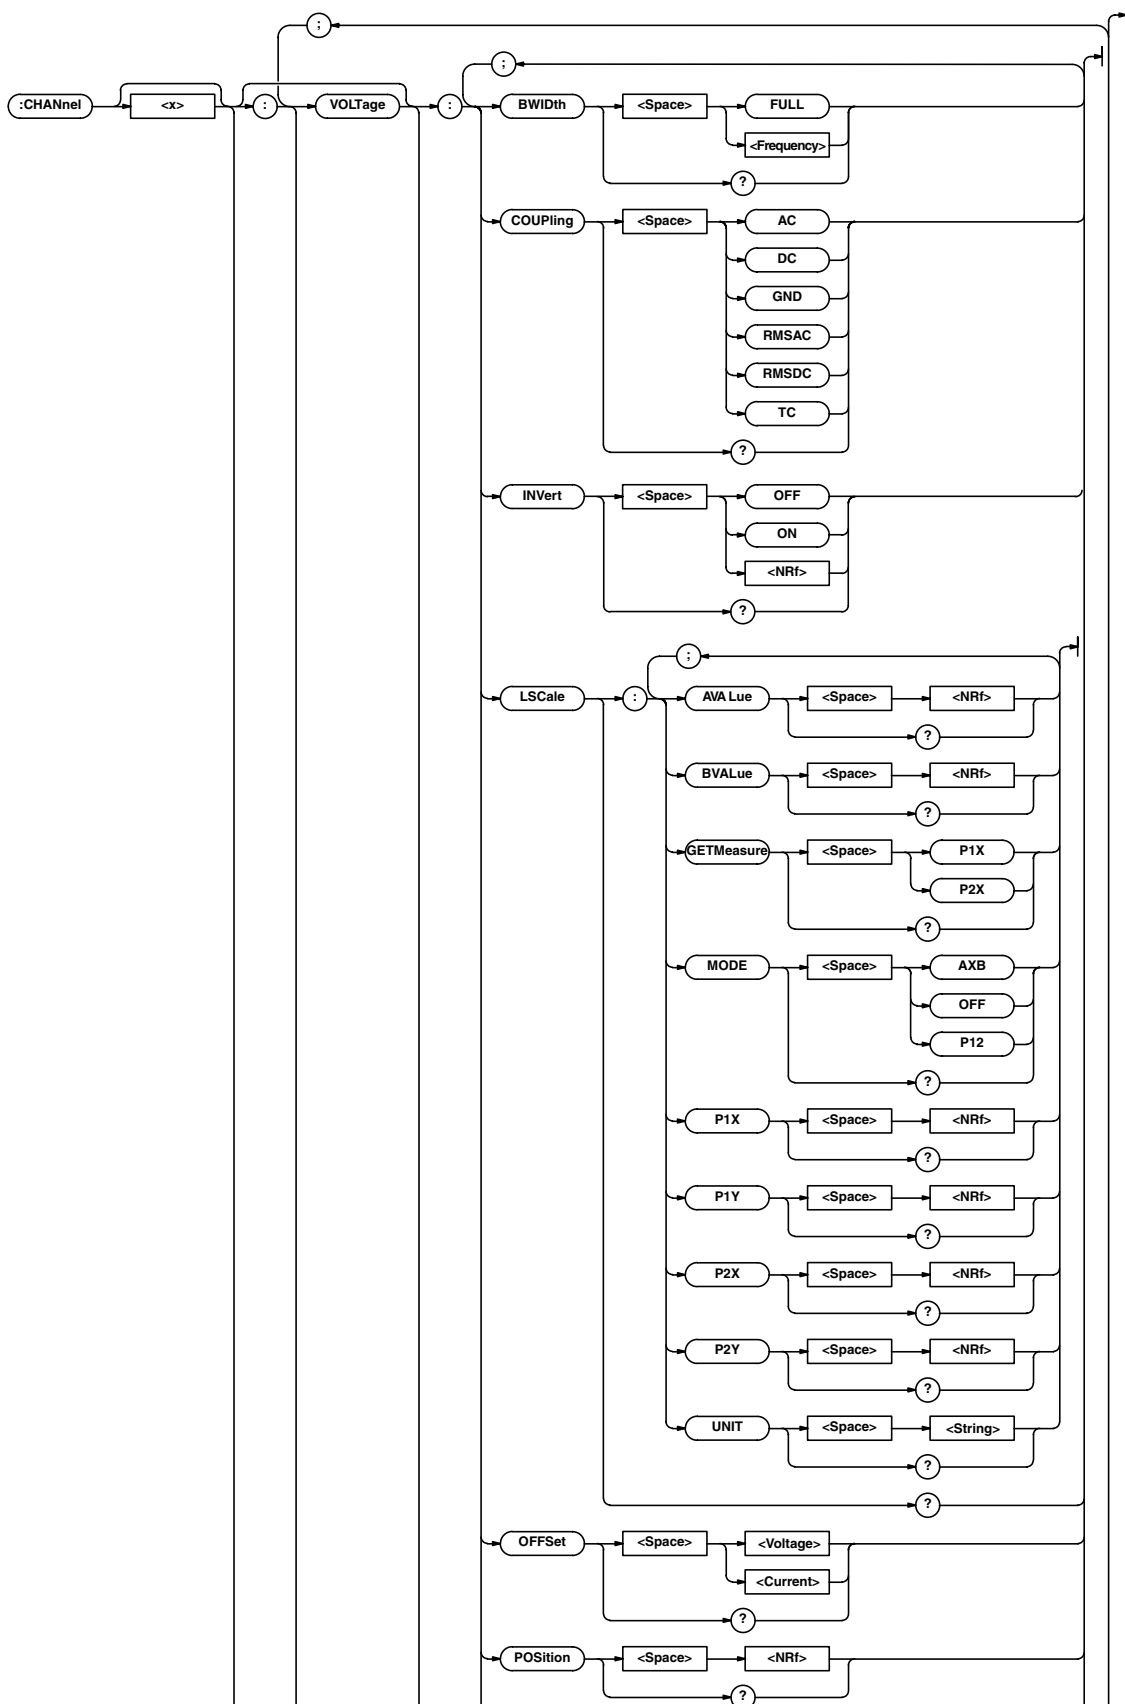 ;
;
:CHANnel <x> : VOLTage : BWIDth <Space> FULL
<Frequency>
?
COUPling <Space> AC
DC
GND
RMSAC
RMSDC
TC
?
INVert <Space> OFF
ON
<NRf>
?
;
LSCale : AVALue <Space> <NRf>
?
BVALue <Space> <NRf>
?
GETMeasure <Space> P1X
P2X
?
MODE <Space> AXB
OFF
P12
?
P1X <Space> <NRf>
?
P1Y <Space> <NRf>
?
P2X <Space> <NRf>
?
P2Y <Space> <NRf>
?
UNIT <Space> <String>
?
?
OFFSet <Space> <Voltage>
<Current>
?
POSition <Space> <NRf>
?